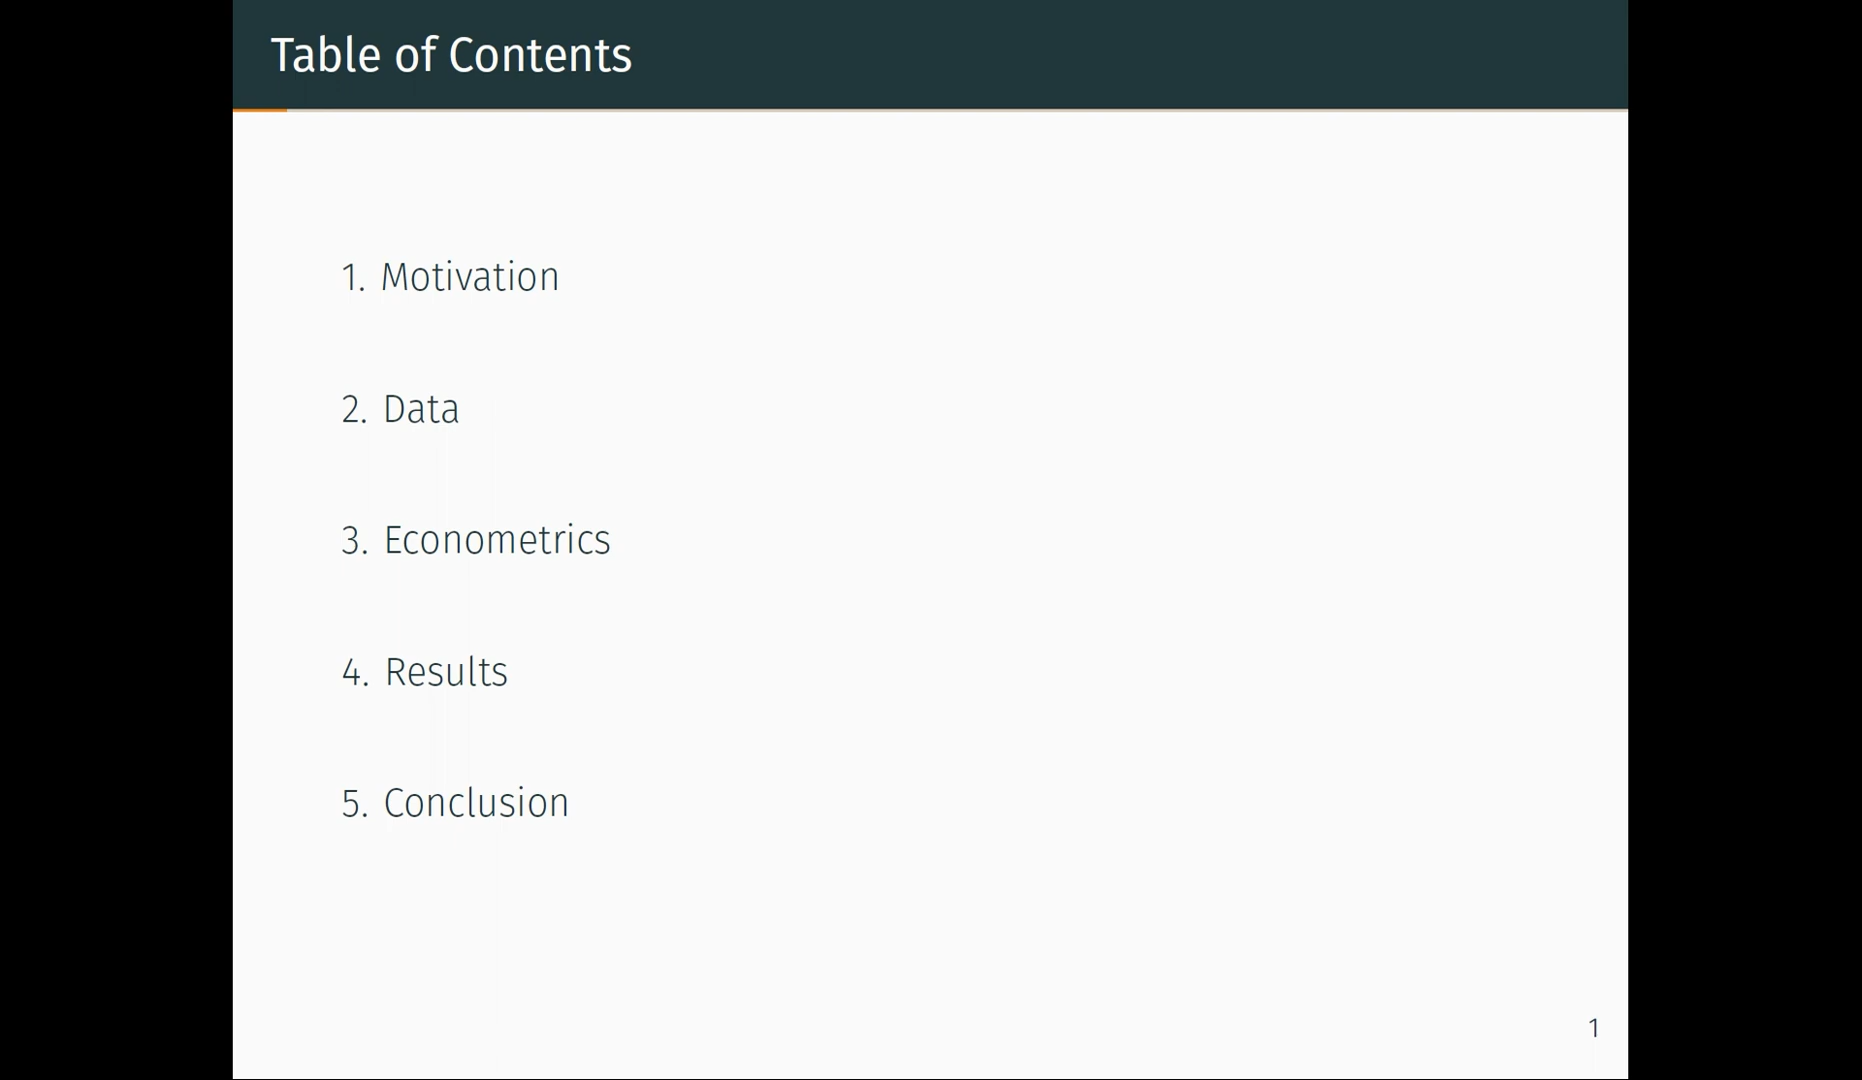 Table of Contents
1. Motivation
2. Data
3. Econometrics
4. Results
5. Conclusion
1